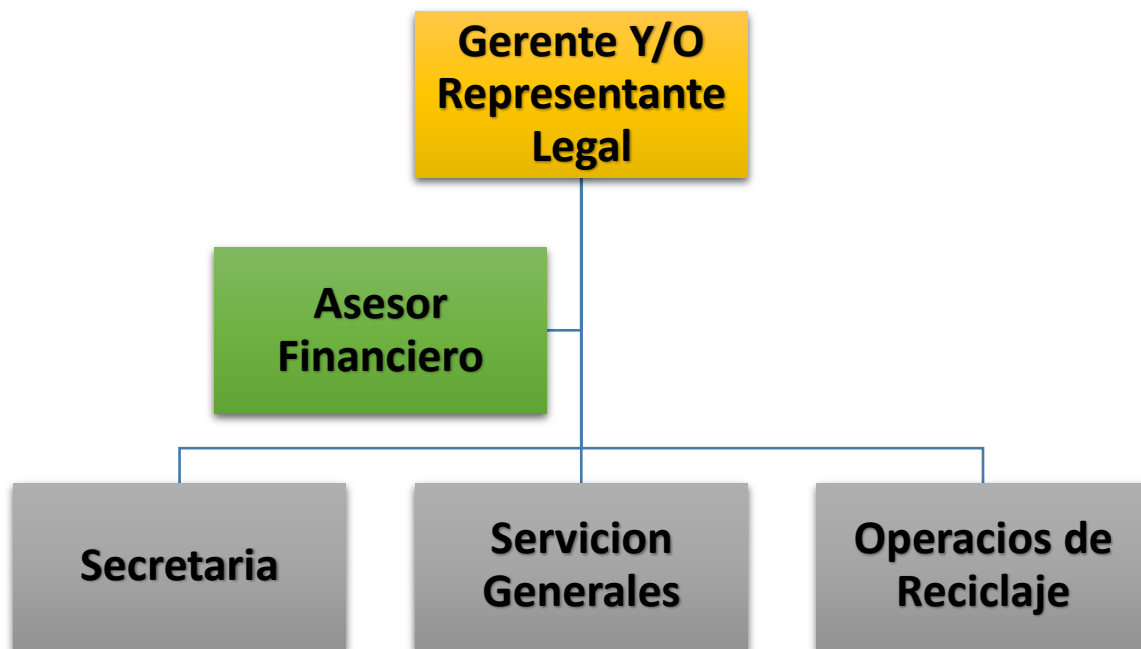 Gerente Y/O
Representante
Legal
Asesor
Financiero
Secretaria
Servicion
Generales
Operacios de
Reciclaje